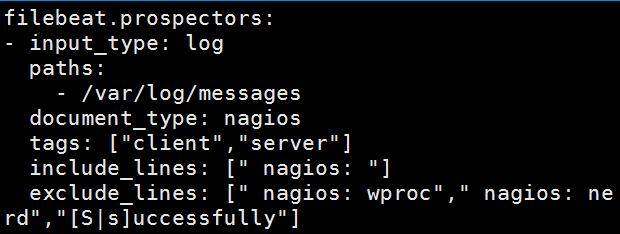 filebeat.prospectors:
- input_type: log
  paths:
    - /var/log/messages
  document_type: nagios
  tags: ["client","server"]
  include_lines: [" nagios: "]
  exclude_lines: [" nagios: wproc"," nagios: ne
rd","[S|s]uccessfully"]